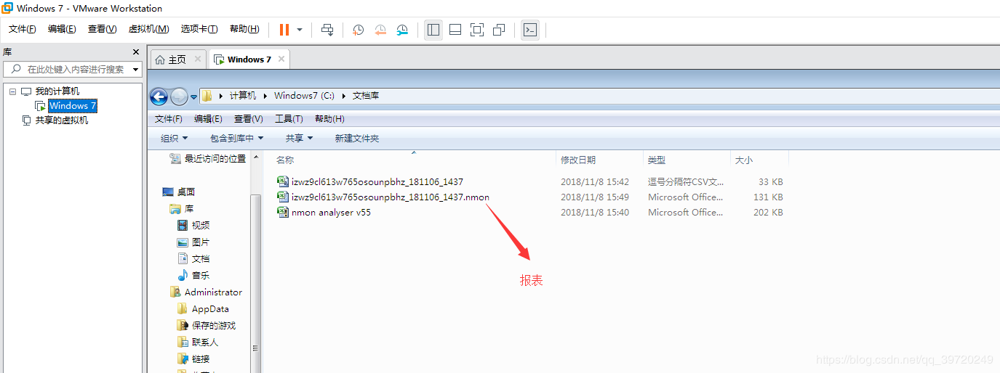 Windows 7 - VMware Workstation
文件(F) 编辑(E) 查看(V) 虚拟机(M) 选项卡(T) 帮助(H)
库
主页 Windows 7
在此处键入内容进行搜索
我的计算机
Windows 7
共享的虚拟机
计算机 Windows7 (C:) 文档库
文件(F) 编辑(E) 查看(V) 工具(T) 帮助(H)
组织 包含到库中 共享 新建文件夹
最近访问的位置
桌面
库
视频
图片
文档
音乐
Administrator
AppData
保存的游戏
联系人
链接
名称 修改日期 类型 大小
izwz9cl613w765osounpbhz_181106_1437 2018/11/8 15:42 逗号分隔符CSV文... 33 KB
izwz9cl613w765osounpbhz_181106_1437.nmon 2018/11/8 15:49 Microsoft Office... 131 KB
nmon analyser v55 2018/11/8 15:40 Microsoft Office... 202 KB
报表
https://blog.csdn.net/qq_39720249